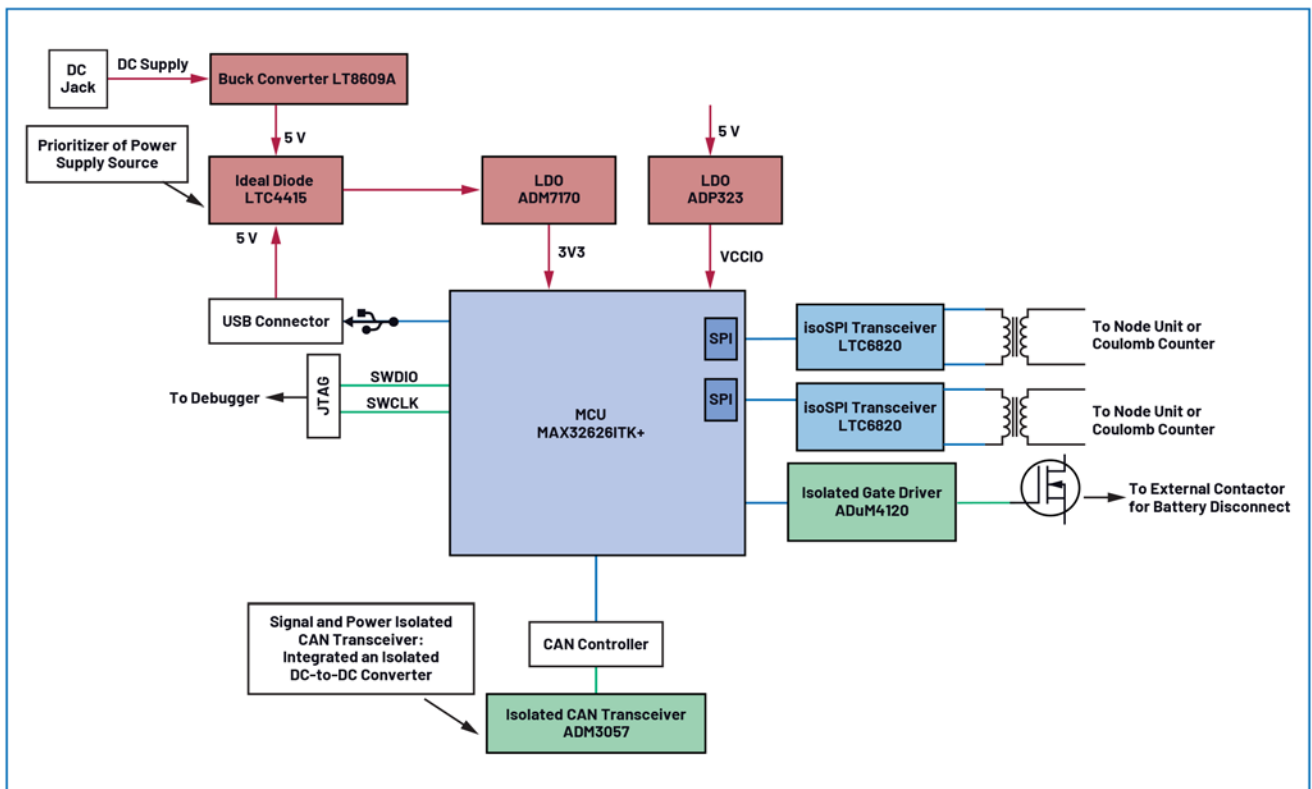 DC
Jack
DC Supply
Buck Converter LT8609A
5 V
5 V
Prioritizer of Power
Supply Source
Ideal Diode
LTC4415
LDO
ADM7170
LDO
ADP323
5 V
3V3
VCCIO
USB Connector
SPI
isoSPI Transceiver
LTC6820
To Node Unit or
Coulomb Counter
To Debugger
JTAG
SWDIO
SWCLK
MCU
MAX32626ITK+
SPI
isoSPI Transceiver
LTC6820
To Node Unit or
Coulomb Counter
Isolated Gate Driver
ADuM4120
To External Contactor
for Battery Disconnect
Signal and Power Isolated
CAN Transceiver:
Integrated an Isolated
DC-to-DC Converter
CAN Controller
Isolated CAN Transceiver
ADM3057